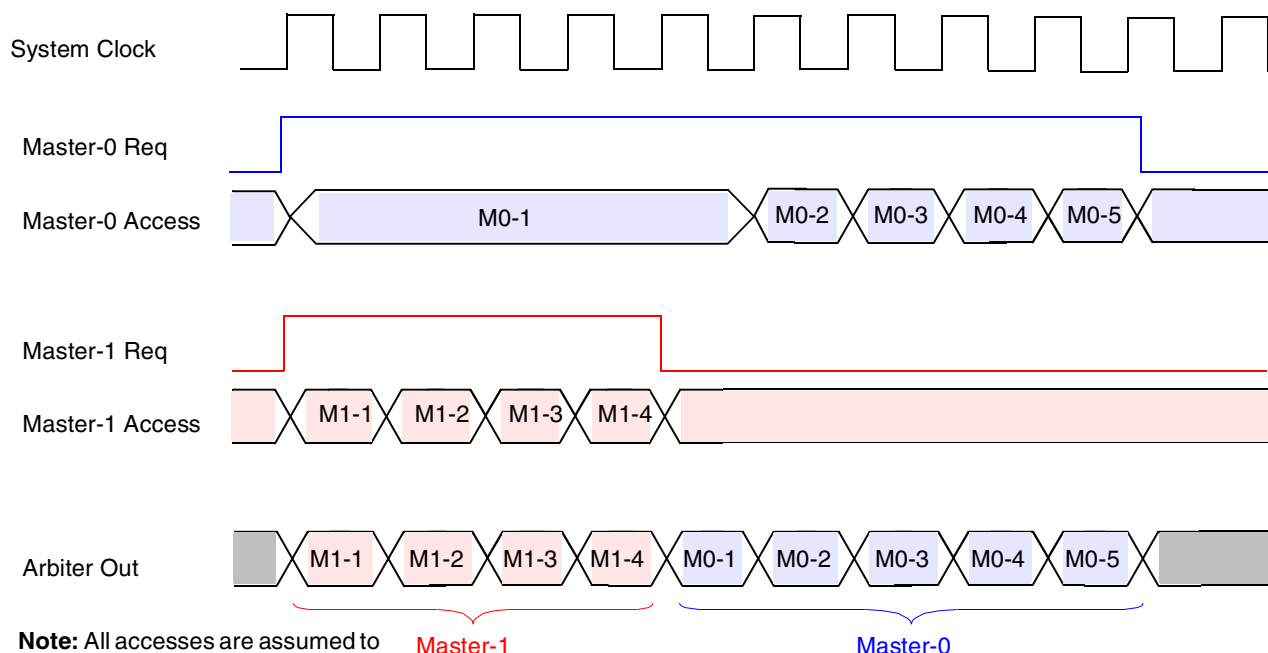 System Clock
Master-0 Req
Master-0 Access
M0-1
M0-2
M0-3
M0-4
M0-5
Master-1 Req
Master-1 Access
M1-1
M1-2
M1-3
M1-4
Arbiter Out
M1-1
M1-2
M1-3
M1-4
M0-1
M0-2
M0-3
M0-4
M0-5
Note: All accesses are assumed to
Master-1
Master-0